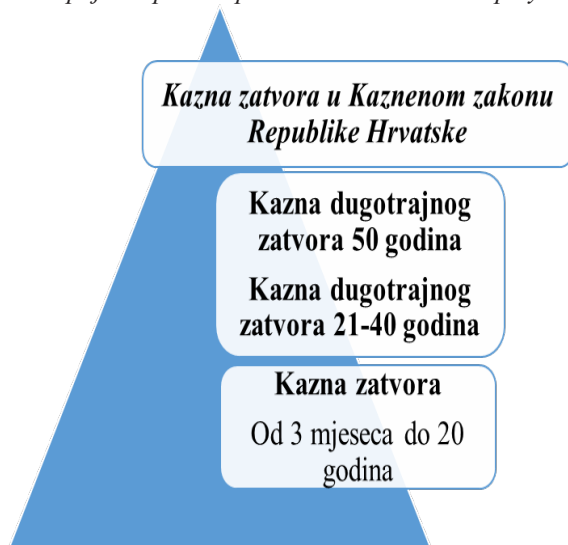 Kazna zatvora u Kaznenom zakonu
Republike Hrvatske
Kazna dugotrajnog
zatvora 50 godina
Kazna dugotrajnog
zatvora 21-40 godina
Kazna zatvora
Od 3 mjeseca do 20
godina